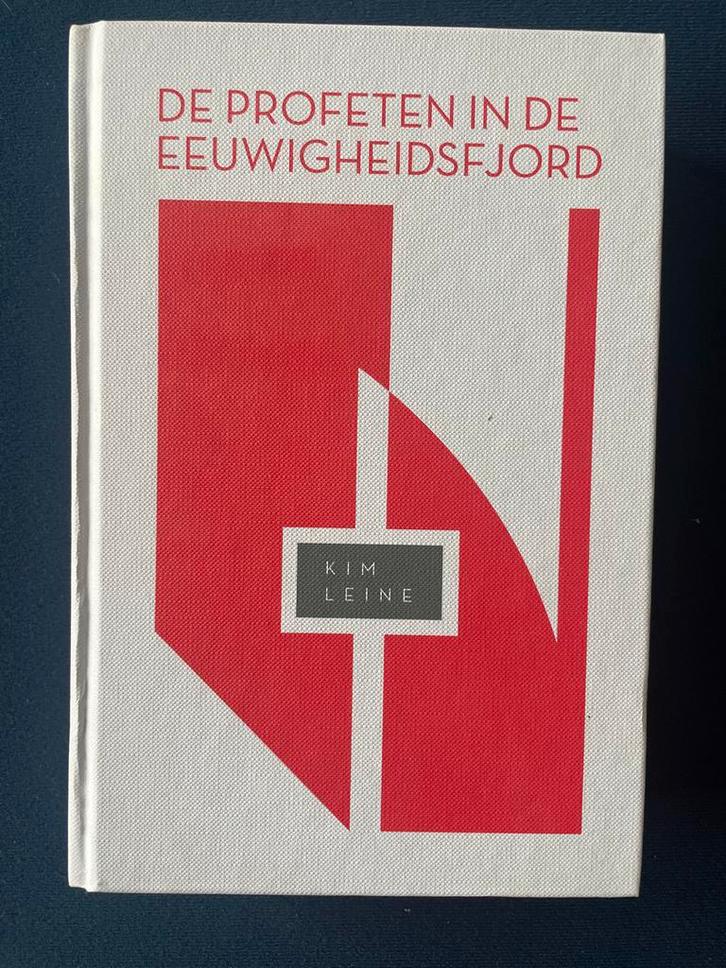 DE PROFETEN IN DE
EEUWIGHEIDSFJORD
KIM
LEINE